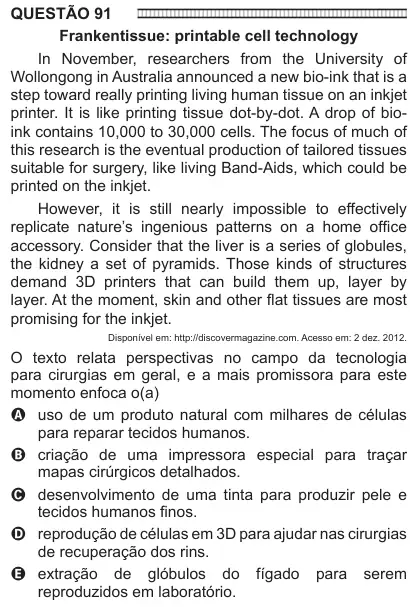 QUESTÃO 91
Frankentissue: printable cell technology
In November, researchers from the University of
Wollongong in Australia announced a new bio-ink that is a
step toward really printing living human tissue on an inkjet
printer. It is like printing tissue dot-by-dot. A drop of bio-
ink contains 10,000 to 30,000 cells. The focus of much of
this research is the eventual production of tailored tissues
suitable for surgery, like living Band-Aids, which could be
printed on the inkjet.
However, it is still nearly impossible to effectively
replicate nature's ingenious patterns on a home office
accessory. Consider that the liver is a series of globules,
the kidney a set of pyramids. Those kinds of structures
demand 3D printers that can build them up, layer by
layer. At the moment, skin and other flat tissues are most
promising for the inkjet.
Disponível em: http://discovermagazine.com. Acesso em: 2 dez. 2012.
O texto relata perspectivas no campo da tecnologia
para cirurgias em geral, e a mais promissora para este
momento enfoca o(a)
A uso de um produto natural com milhares de células
para reparar tecidos humanos.
B criação de uma impressora especial para traçar
mapas cirúrgicos detalhados.
C desenvolvimento de uma tinta para produzir pele e
tecidos humanos finos.
D reprodução de células em 3D para ajudar nas cirurgias
de recuperação dos rins.
E extração de glóbulos do fígado para serem
reproduzidos em laboratório.